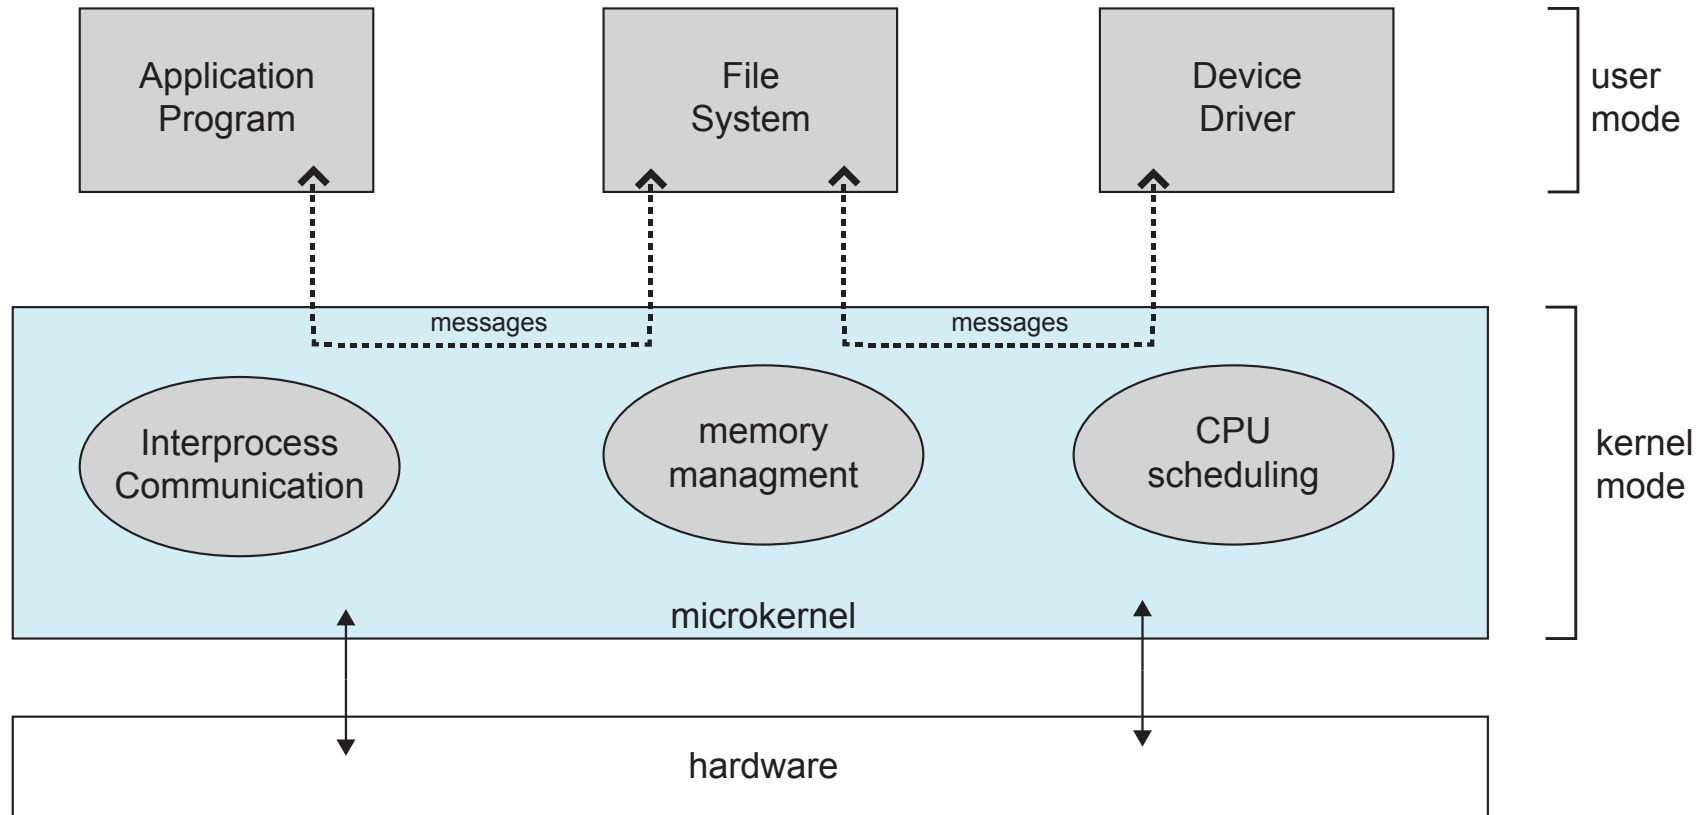 Application
Program
File
System
Device
Driver
user
mode
messages
messages
Interprocess
Communication
memory
managment
CPU
scheduling
kernel
mode
microkernel
hardware